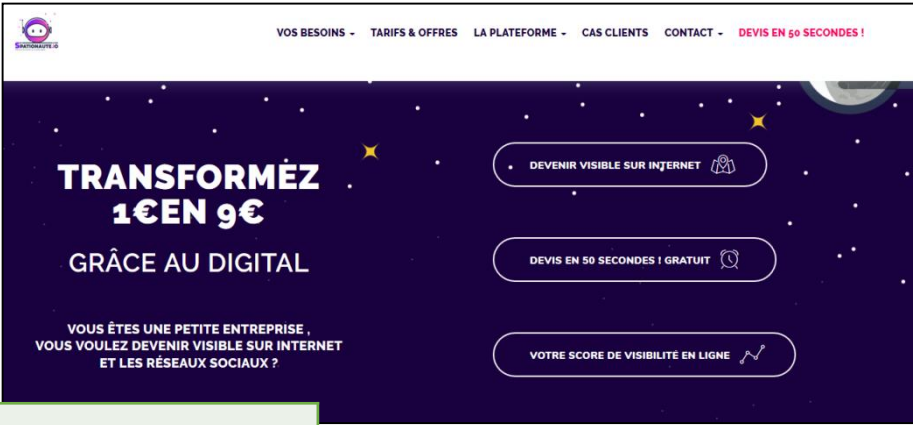 SPATIONAUTE.IO
VOS BESOINS TARIFS & OFFRES LA PLATEFORME CAS CLIENTS CONTACT DEVIS EN 50 SECONDES !
TRANSFORMEZ
1€EN 9€
GRÂCE AU DIGITAL
VOUS ÊTES UNE PETITE ENTREPRISE ,
VOUS VOULEZ DEVENIR VISIBLE SUR INTERNET
ET LES RÉSEAUX SOCIAUX ?
DEVENIR VISIBLE SUR INTERNET
DEVIS EN 50 SECONDES ! GRATUIT
VOTRE SCORE DE VISIBILITÉ EN LIGNE